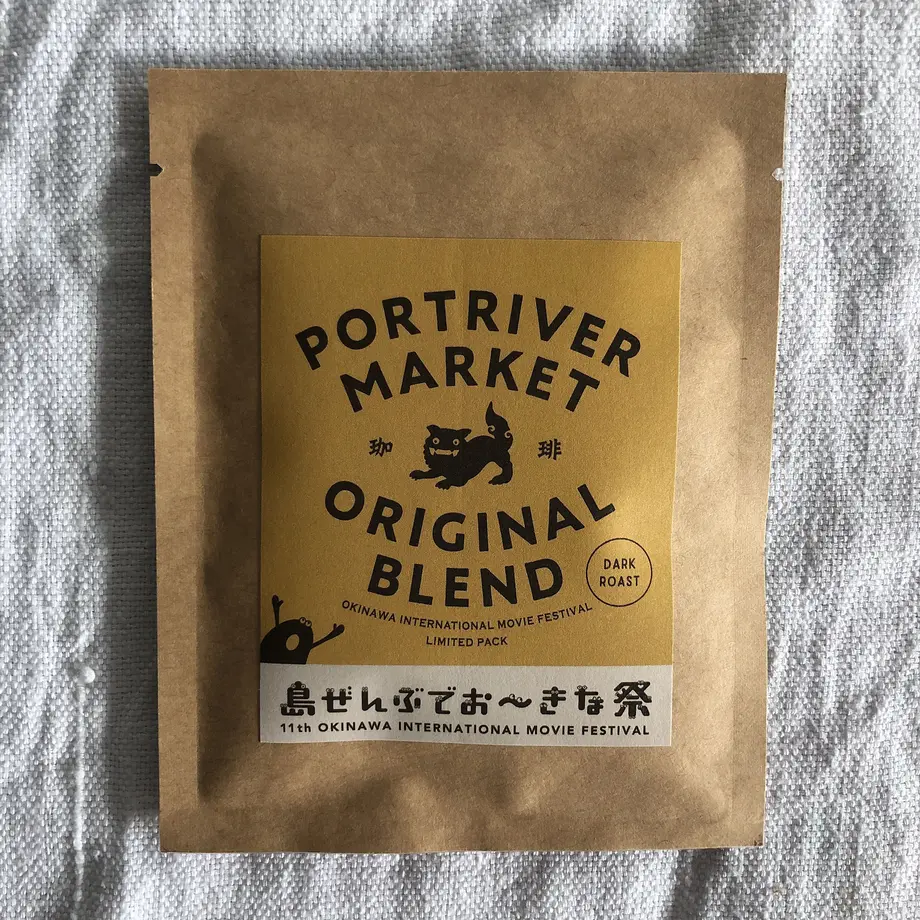 PORTRIVER
MARKET
珈 琲
ORIGINAL
BLEND
DARK
ROAST
OKINAWA INTERNATIONAL MOVIE FESTIVAL
LIMITED PACK
島ぜんぶでお〜きな祭
11th OKINAWA INTERNATIONAL MOVIE FESTIVAL